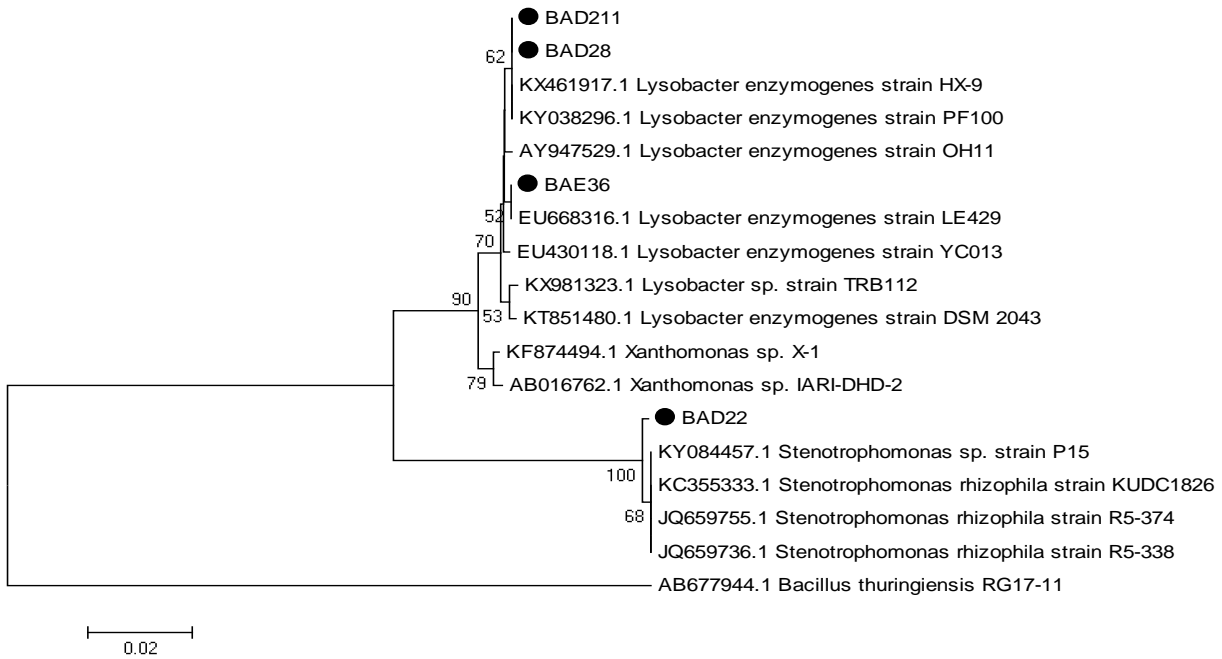 BAD211
BAD28
62
KX461917.1 Lysobacter enzymogenes strain HX-9
KY038296.1 Lysobacter enzymogenes strain PF100
AY947529.1 Lysobacter enzymogenes strain OH11
BAE36
52
EU668316.1 Lysobacter enzymogenes strain LE429
70
EU430118.1 Lysobacter enzymogenes strain YC013
KX981323.1 Lysobacter sp. strain TRB112
90
53
KT851480.1 Lysobacter enzymogenes strain DSM 2043
KF874494.1 Xanthomonas sp. X-1
79
AB016762.1 Xanthomonas sp. IARI-DHD-2
BAD22
KY084457.1 Stenotrophomonas sp. strain P15
100
KC355333.1 Stenotrophomonas rhizophila strain KUDC1826
68
JQ659755.1 Stenotrophomonas rhizophila strain R5-374
JQ659736.1 Stenotrophomonas rhizophila strain R5-338
AB677944.1 Bacillus thuringiensis RG17-11
0.02